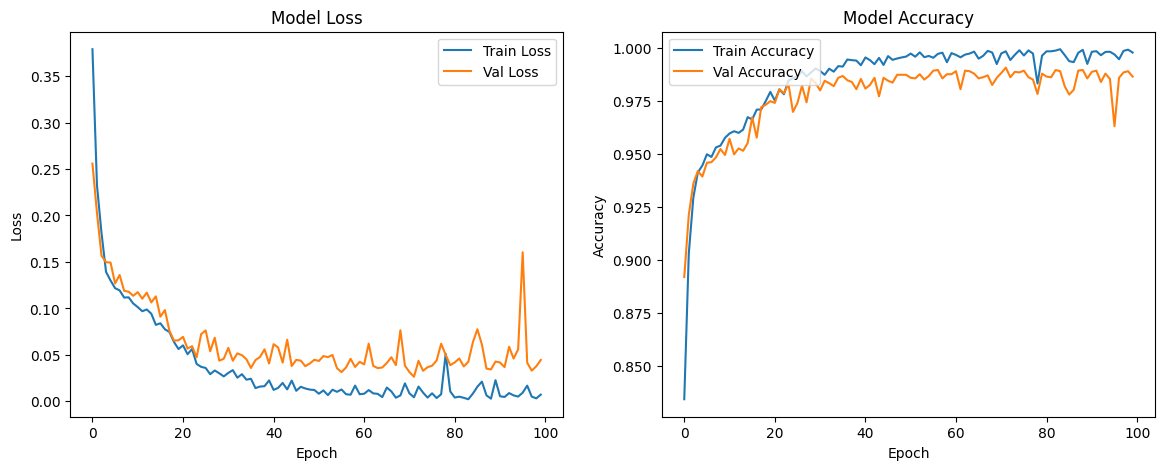 Model Loss
Train Loss
Val Loss
0.35
0.30
0.25
0.20
0.15
0.10
0.05
0.00
Loss
0
20
40
60
80
100
Epoch
Model Accuracy
Train Accuracy
Val Accuracy
1.000
0.975
0.950
0.925
0.900
0.875
0.850
Accuracy
0
20
40
60
80
100
Epoch